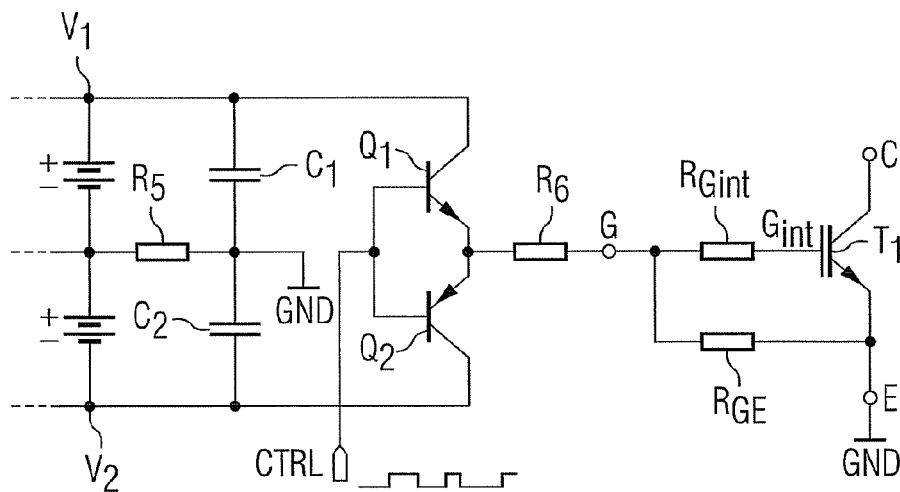 V1
+
−
R5
C1
Q1
R6
G
RGint
Gint
C
T1
+
−
C2
GND
Q2
RGE
E
GND
V2
CTRL